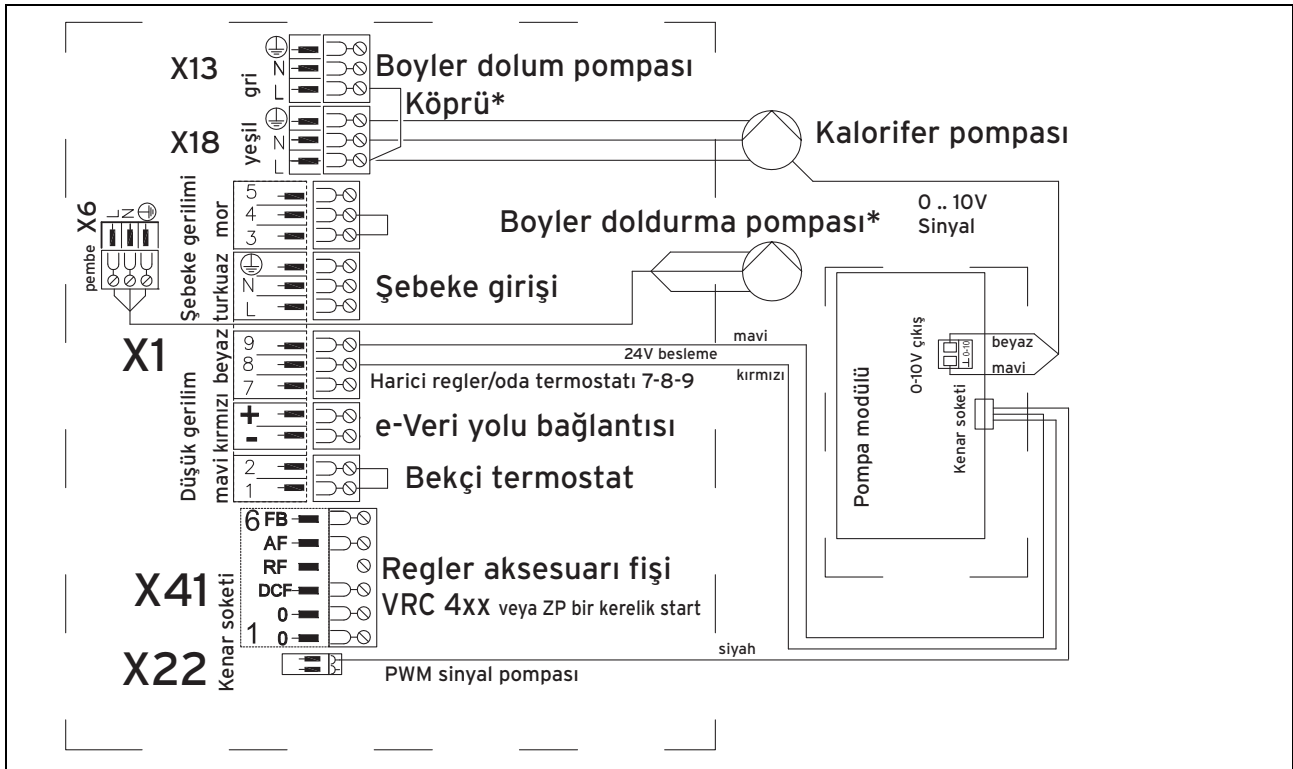 X13
gri
N
L
Boyler dolum pompası
Köprü*
X18
yeşil
N
L
Kalorifer pompası
X6
L N
pembe
Şebeke gerilimi
mor
5
4
3
Boyler doldurma pompası*
0 .. 10V
Sinyal
turkuaz
N
L
Şebeke girişi
X1
Düşük gerilim
beyaz
9
8
7
mavi
24V besleme
kırmızı
Harici regler/oda termostatı 7-8-9
kırmızı
+
-
e-Veri yolu bağlantısı
mavi
2
1
Bekçi termostat
Pompa modülü
0-10V çıkış
0-10
beyaz
mavi
Kenar soketi
X41
Kenar soketi
6 FB
AF
RF
DCF
0
1 0
Regler aksesuarı fişi
VRC 4xx veya ZP bir kerelik start
X22
siyah
PWM sinyal pompası